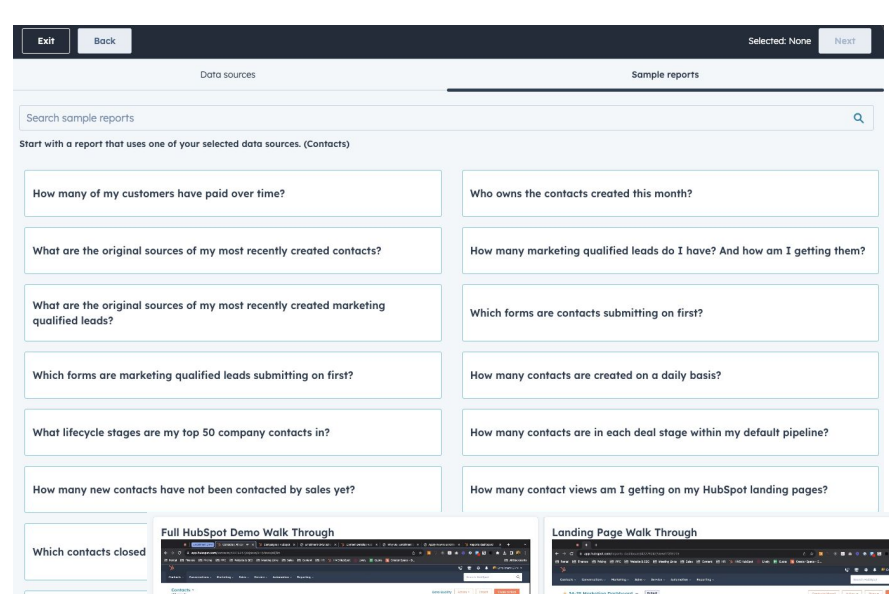 Exit
Back
Selected: None
Next
Data sources
Sample reports
Search sample reports
Start with a report that uses one of your selected data sources. (Contacts)
How many of my customers have paid over time?
Who owns the contacts created this month?
What are the original sources of my most recently created contacts?
How many marketing qualified leads do I have? And how am I getting them?
What are the original sources of my most recently created marketing
qualified leads?
Which forms are contacts submitting on first?
Which forms are marketing qualified leads submitting on first?
How many contacts are created on a daily basis?
What lifecycle stages are my top 50 company contacts in?
How many contacts are in each deal stage within my default pipeline?
How many new contacts have not been contacted by sales yet?
How many contact views am I getting on my HubSpot landing pages?
Which contacts closed
Full HubSpot Demo Walk Through
Landing Page Walk Through
Contacts